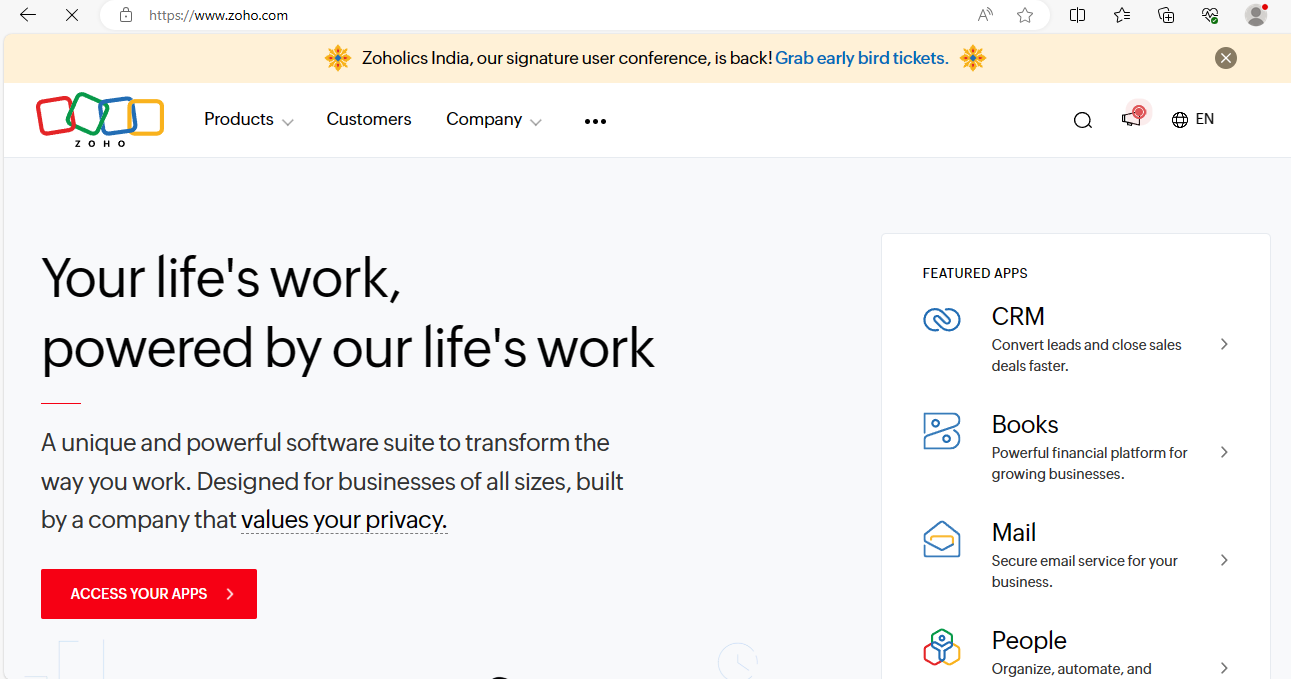 https://www.zoho.com
Zoholics India, our signature user conference, is back! Grab early bird tickets.
ZOHO
Products
Customers
Company
EN
Your life's work,
powered by our life's work
A unique and powerful software suite to transform the
way you work. Designed for businesses of all sizes, built
by a company that values your privacy.
ACCESS YOUR APPS
FEATURED APPS
CRM
Convert leads and close sales
deals faster.
Books
Powerful financial platform for
growing businesses.
Mail
Secure email service for your
business.
People
Organize, automate, and